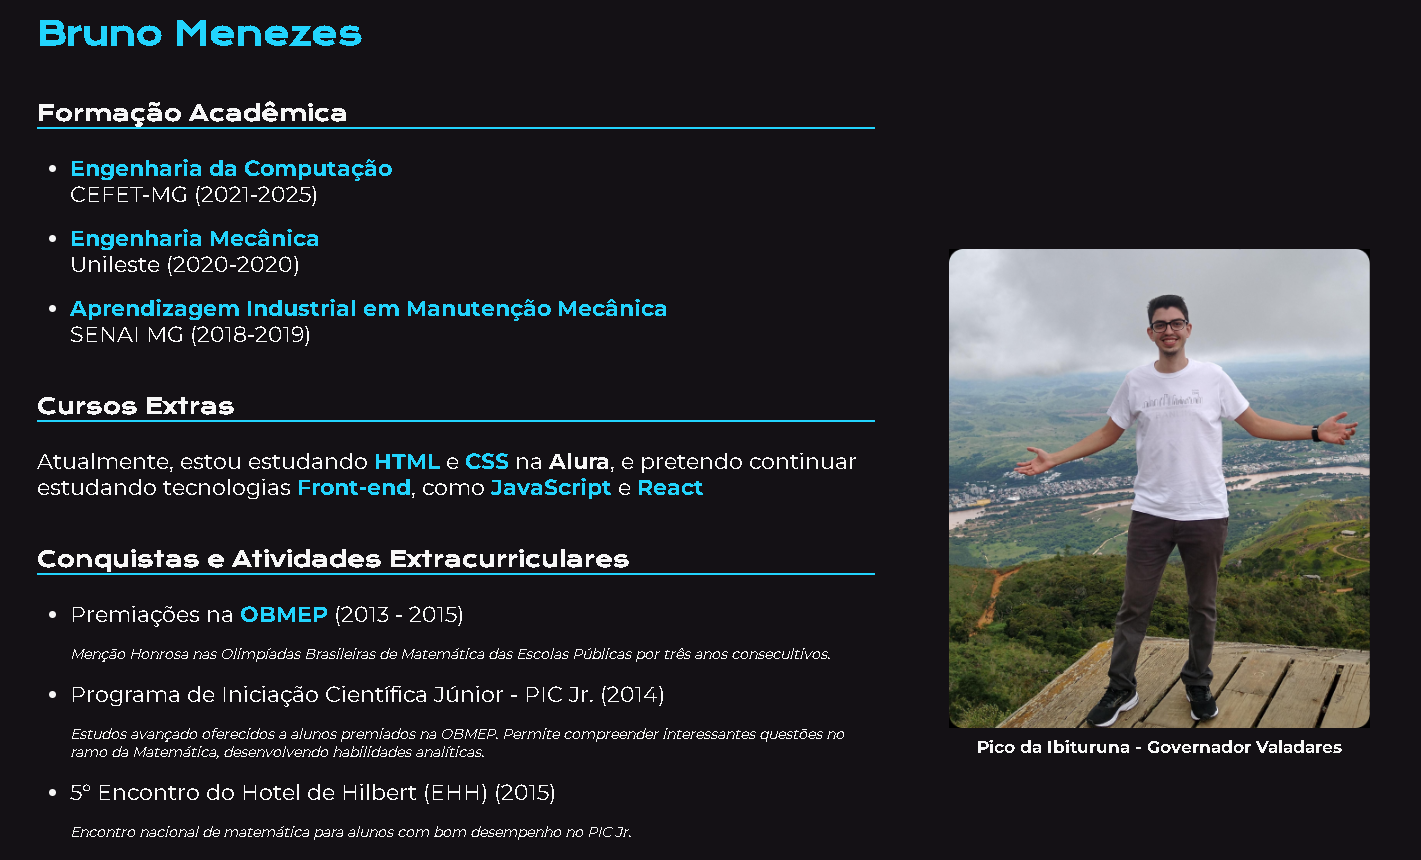 Bruno Menezes
Formação Acadêmica
Engenharia da Computação
CEFET-MG (2021-2025)
Engenharia Mecânica
Unileste (2020-2020)
Aprendizagem Industrial em Manutenção Mecânica
SENAI MG (2018-2019)
Cursos Extras
Atualmente, estou estudando HTML e CSS na Alura, e pretendo continuar
estudando tecnologias Front-end, como JavaScript e React
Conquistas e Atividades Extracurriculares
Premiações na OBMEP (2013 - 2015)
Menção Honrosa nas Olimpíadas Brasileiras de Matemática das Escolas Públicas por três anos consecultivos.
Programa de Iniciação Científica Júnior - PIC Jr. (2014)
Estudos avançado oferecidos a alunos premiados na OBMEP. Permite compreender interessantes questões no
ramo da Matemática, desenvolvendo habilidades analíticas.
5° Encontro do Hotel de Hilbert (EHH) (2015)
Encontro nacional de matemática para alunos com bom desempenho no PIC Jr.
Pico da Ibituruna - Governador Valadares